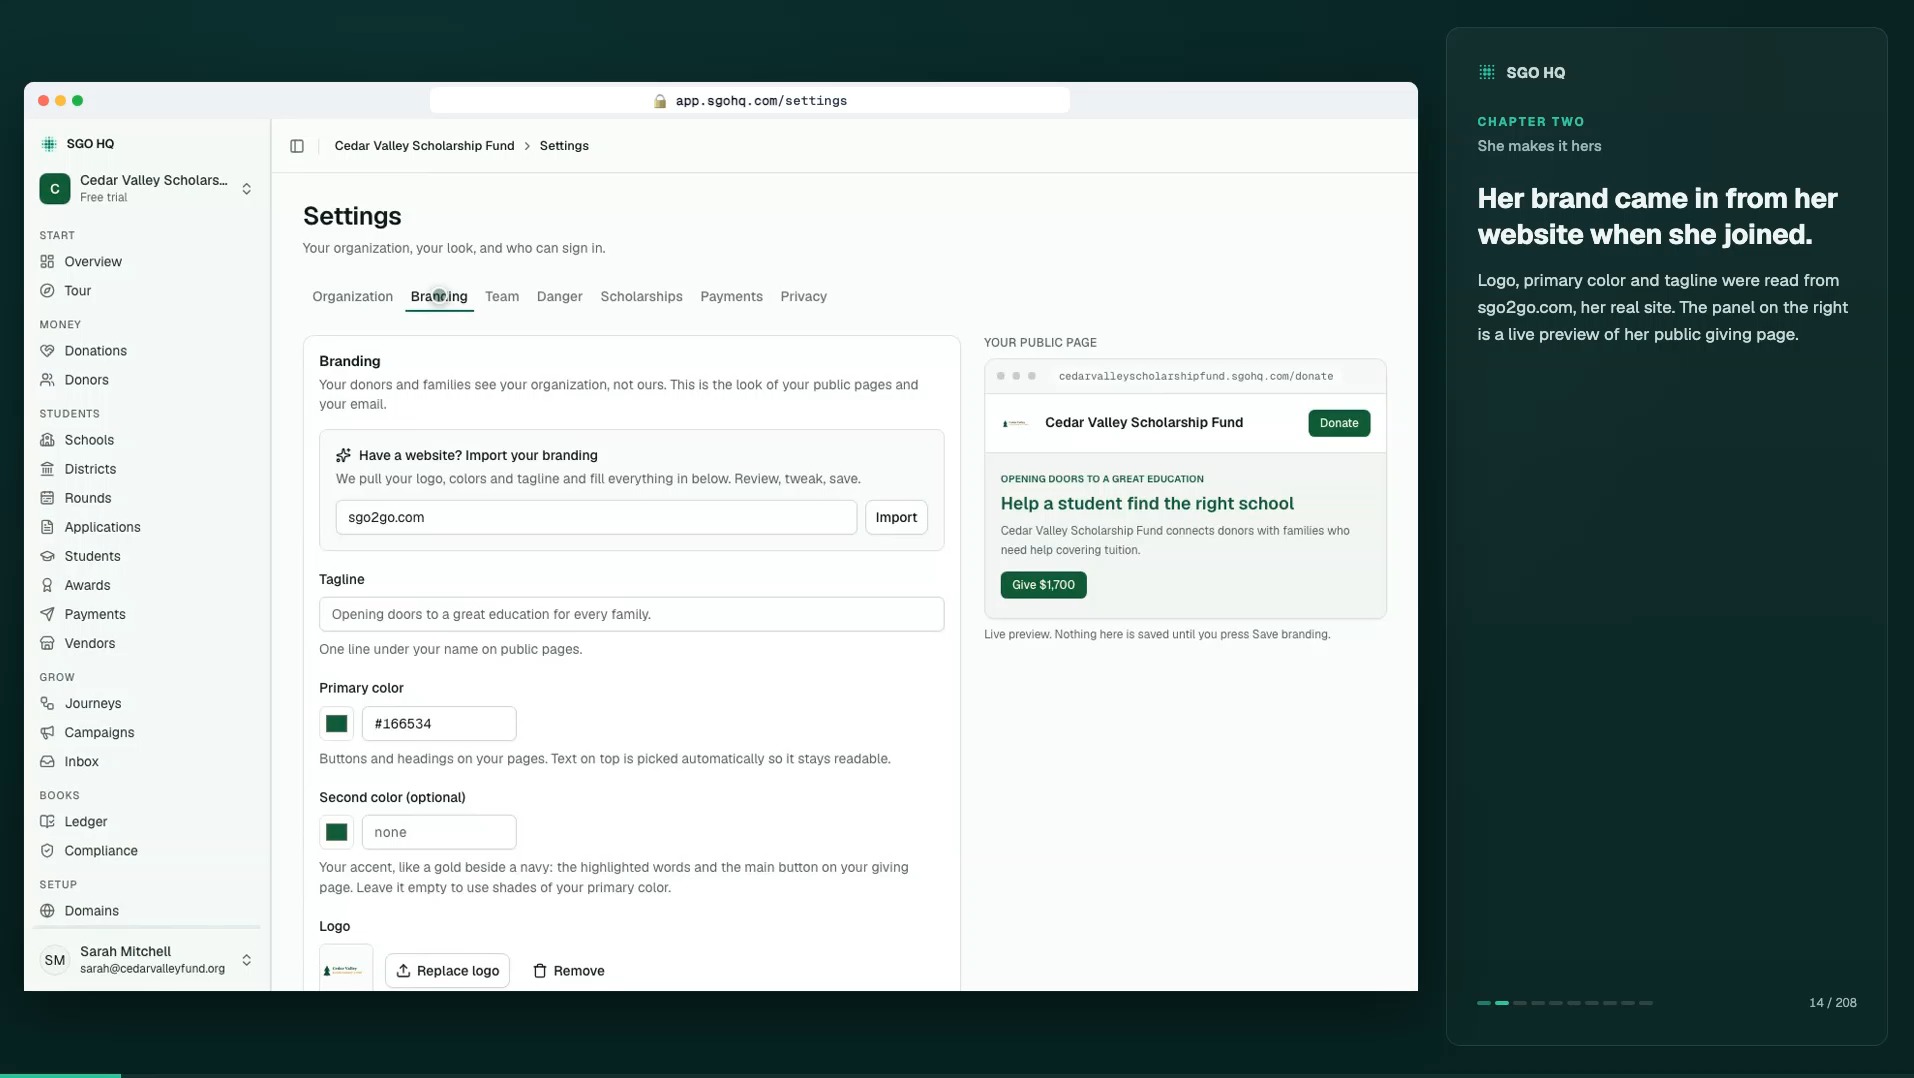 app.sgohq.com/settings
SGO HQ
C
Cedar Valley Scholars...
Free trial
START
Overview
Tour
MONEY
Donations
Donors
STUDENTS
Schools
Districts
Rounds
Applications
Students
Awards
Payments
Vendors
GROW
Journeys
Campaigns
Inbox
BOOKS
Ledger
Compliance
SETUP
Domains
SM
Sarah Mitchell
sarah@cedarvalleyfund.org
Cedar Valley Scholarship Fund > Settings
Settings
Your organization, your look, and who can sign in.
Organization Branding Team Danger Scholarships Payments Privacy
Branding
Your donors and families see your organization, not ours. This is the look of your public pages and
your email.
Have a website? Import your branding
We pull your logo, colors and tagline and fill everything in below. Review, tweak, save.
sgo2go.com Import
Tagline
Opening doors to a great education for every family.
One line under your name on public pages.
Primary color
#166534
Buttons and headings on your pages. Text on top is picked automatically so it stays readable.
Second color (optional)
none
Your accent, like a gold beside a navy: the highlighted words and the main button on your giving
page. Leave it empty to use shades of your primary color.
Logo
Cedar Valley
Replace logo Remove
YOUR PUBLIC PAGE
cedarvalleyscholarshipfund.sgohq.com/donate
Cedar Valley Scholarship Fund Donate
OPENING DOORS TO A GREAT EDUCATION
Help a student find the right school
Cedar Valley Scholarship Fund connects donors with families who
need help covering tuition.
Give $1,700
Live preview. Nothing here is saved until you press Save branding.
SGO HQ
CHAPTER TWO
She makes it hers
Her brand came in from her
website when she joined.
Logo, primary color and tagline were read from
sgo2go.com, her real site. The panel on the right
is a live preview of her public giving page.
14 / 208